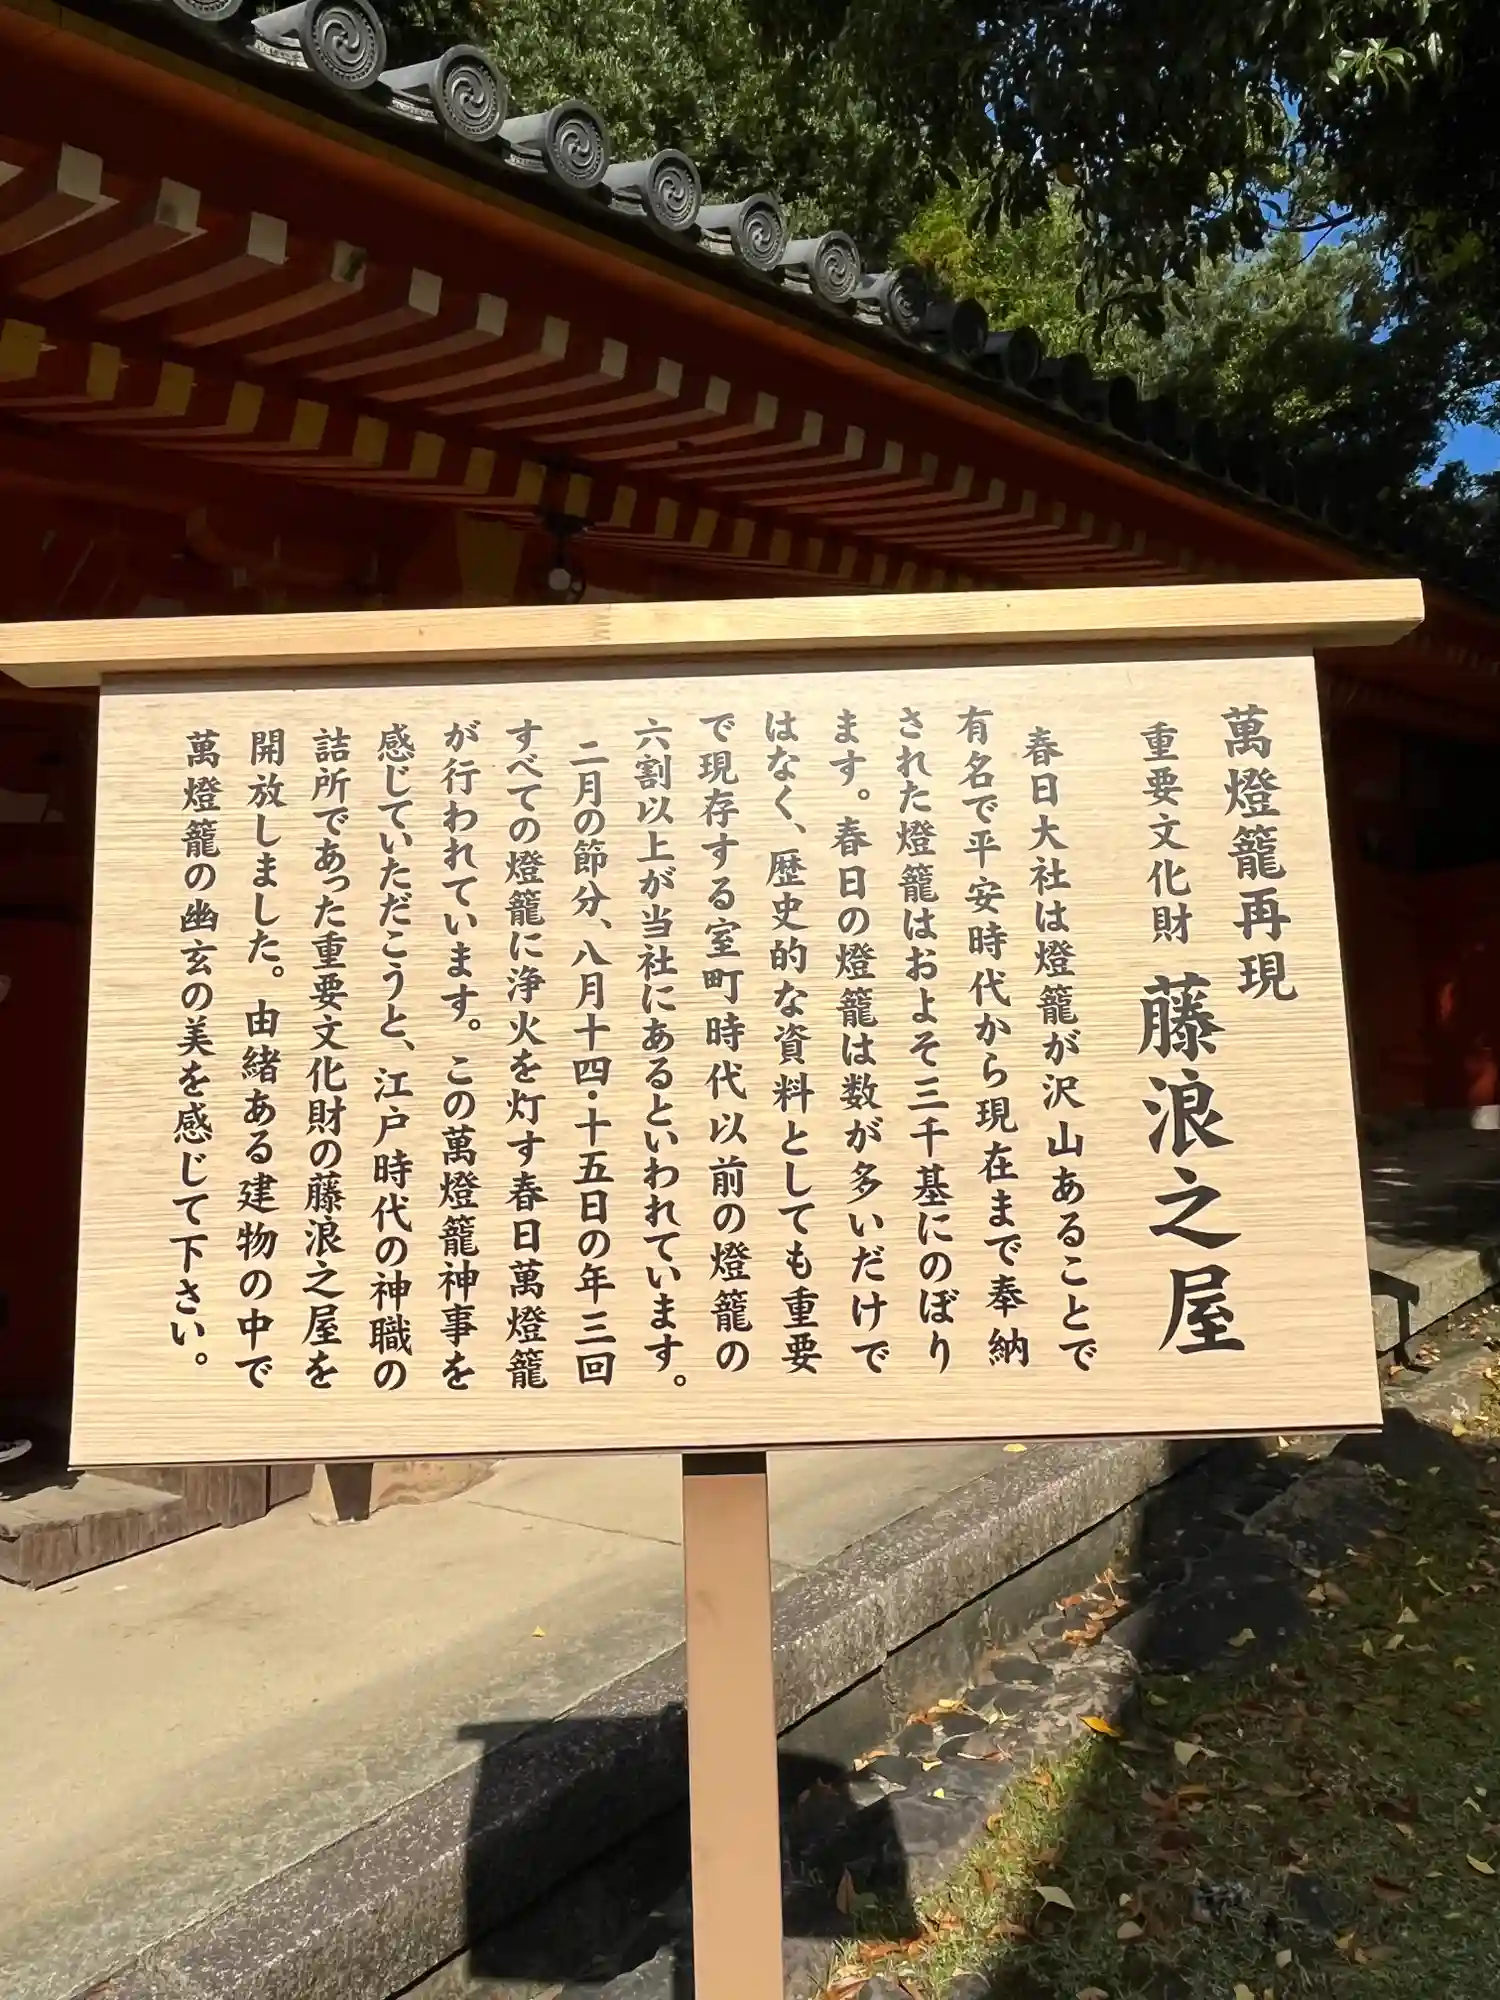 萬燈籠再現
重要文化財 藤浪之屋
春日大社は燈籠が沢山あることで
有名で平安時代から現在まで奉納
された燈籠はおよそ三千基にのぼり
ます。春日の燈籠は数が多いだけで
はなく、歴史的な資料としても重要
で現存する室町時代以前の燈籠の
六割以上が当社にあるといわれています。
二月の節分、八月十四・十五日の年三回
すべての燈籠に浄火を灯す春日萬燈籠
が行われています。この萬燈籠神事を
感じていただこうと、江戸時代の神職の
詰所であった重要文化財の藤浪之屋を
開放しました。由緒ある建物の中で
萬燈籠の幽玄の美を感じて下さい。